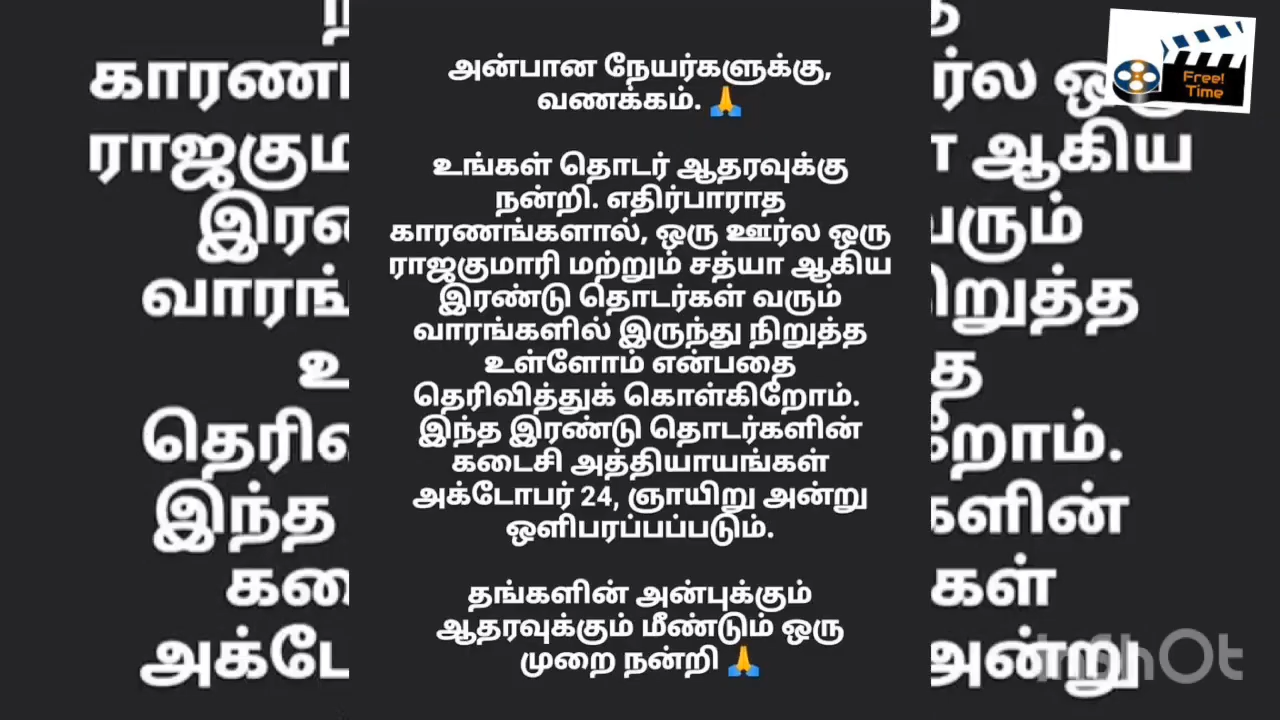 அன்பான நேயர்களுக்கு,
வணக்கம். 🙏
உங்கள் தொடர் ஆதரவுக்கு
நன்றி. எதிர்பாராத
காரணங்களால், ஒரு ஊர்ல ஒரு
ராஜகுமாரி மற்றும் சத்யா ஆகிய
இரண்டு தொடர்கள் வரும்
வாரங்களில் இருந்து நிறுத்த
உள்ளோம் என்பதை
தெரிவித்துக் கொள்கிறோம்.
இந்த இரண்டு தொடர்களின்
கடைசி அத்தியாயங்கள்
அக்டோபர் 24, ஞாயிறு அன்று
ஒளிபரப்பப்படும்.
தங்களின் அன்புக்கும்
ஆதரவுக்கும் மீண்டும் ஒரு
முறை நன்றி 🙏
Free!
Time
InShOt